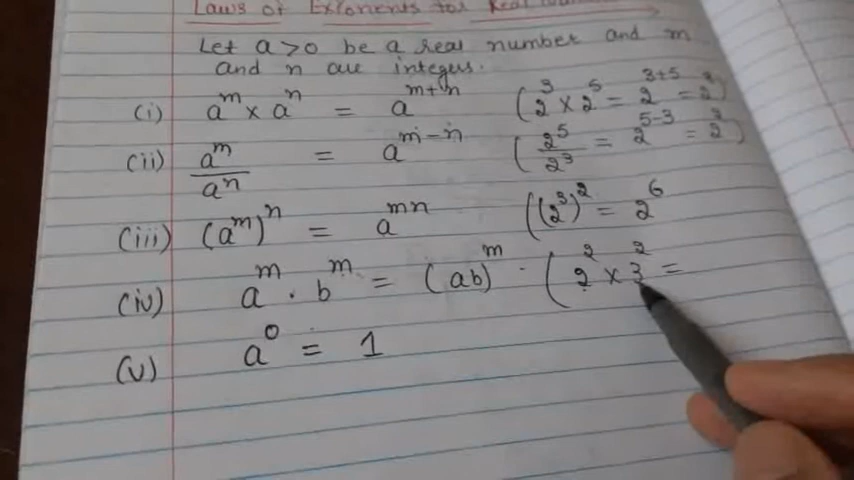 Laws of Exponents for Real
Let a > 0 be a real number and m
and n are integers.
(i) a^m × a^n = a^{m+n} (2^3 × 2^5 = 2^{3+5} = 2^8)
(ii) a^m / a^n = a^{m-n} (2^5 / 2^3 = 2^{5-3} = 2^2)
(iii) (a^m)^n = a^{mn} ((2^3)^2 = 2^6
(iv) a^m . b^m = (ab)^m . (2^2 × 3^2 =
(v) a^0 = 1